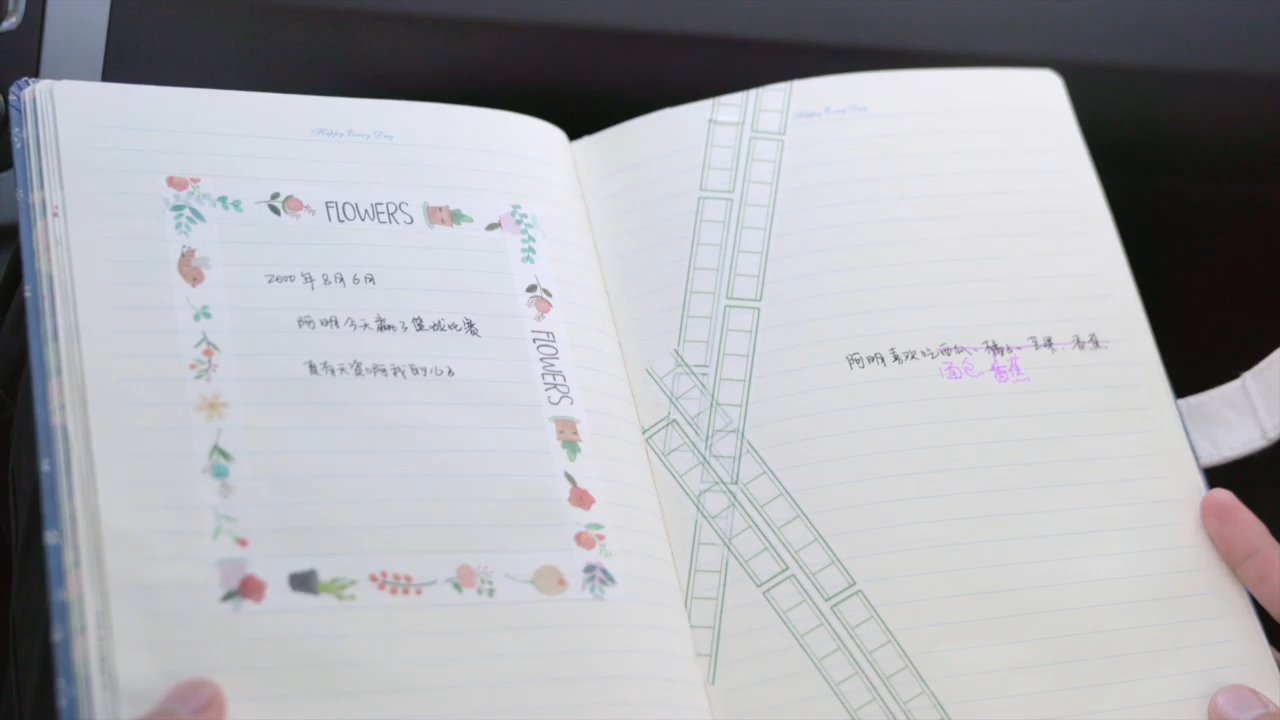 Happy Every Day
FLOWERS
2000年8月6日
阿明今天赢了篮球比赛
真有天资啊我的儿子
FLOWERS
Happy Every Day
阿明喜欢吃西瓜、橘子、苹果、香蕉
面包 香蕉